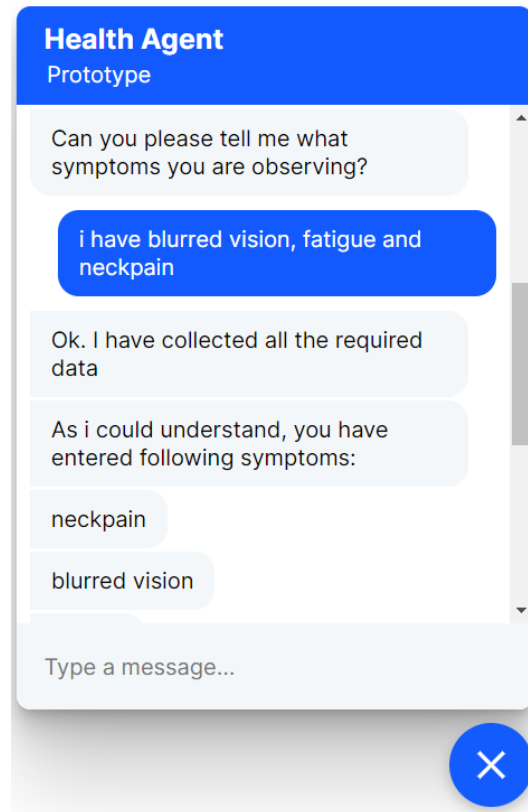 Health Agent
Prototype
Can you please tell me what
symptoms you are observing?
i have blurred vision, fatigue and
neckpain
Ok. I have collected all the required
data
As i could understand, you have
entered following symptoms:
neckpain
blurred vision
Type a message...